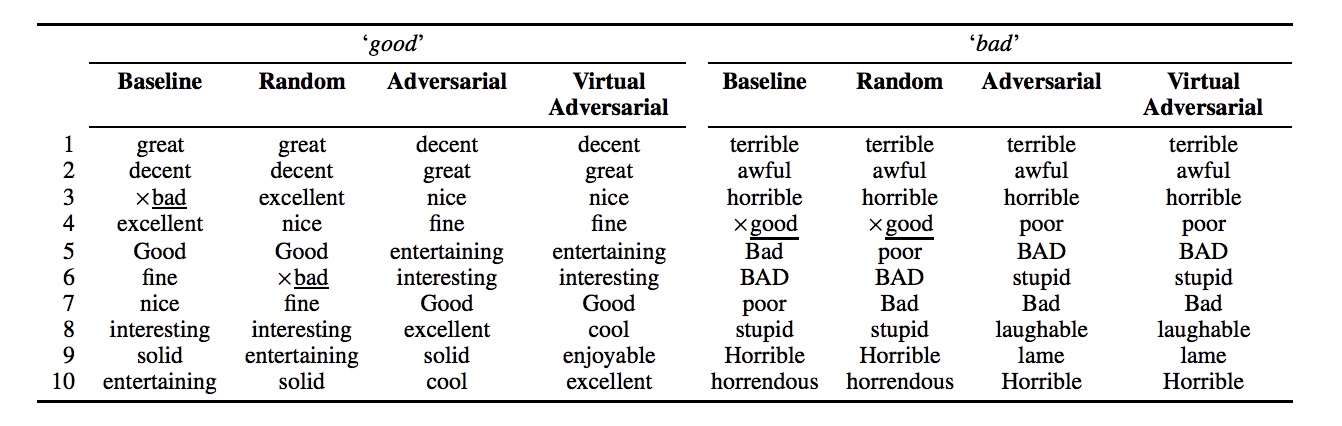 ‘good’ ‘bad’
Baseline Random Adversarial Virtual Adversarial Baseline Random Adversarial Virtual Adversarial
1 great great decent decent terrible terrible terrible terrible
2 decent decent great great awful awful awful awful
3 ×bad excellent nice nice horrible horrible horrible horrible
4 excellent nice fine fine ×good ×good poor poor
5 Good Good entertaining entertaining Bad poor BAD BAD
6 fine ×bad interesting interesting BAD BAD stupid stupid
7 nice fine Good Good poor Bad Bad Bad
8 interesting interesting excellent cool stupid stupid laughable laughable
9 solid entertaining solid enjoyable Horrible Horrible lame lame
10 entertaining solid cool excellent horrendous horrendous Horrible Horrible